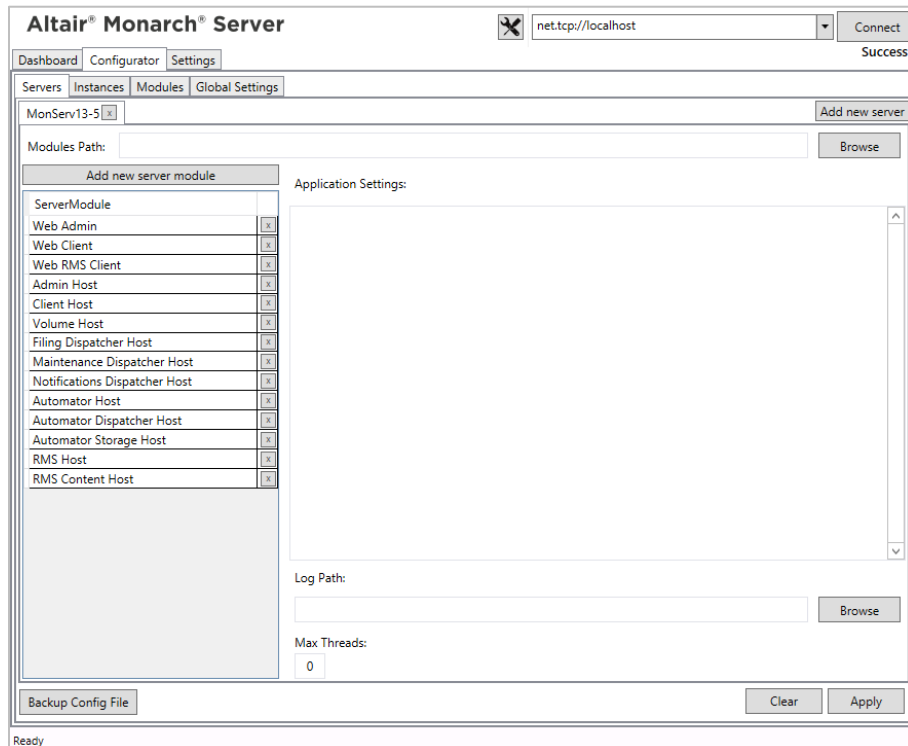 Altair® Monarch® Server
net.tcp://localhost
Connect
Success
Dashboard Configurator Settings
Servers Instances Modules Global Settings
MonServ13-5 x
Add new server
Modules Path:
Browse
Add new server module
Application Settings:
ServerModule
Web Admin x
Web Client x
Web RMS Client x
Admin Host x
Client Host x
Volume Host x
Filing Dispatcher Host x
Maintenance Dispatcher Host x
Notifications Dispatcher Host x
Automator Host x
Automator Dispatcher Host x
Automator Storage Host x
RMS Host x
RMS Content Host x
Log Path:
Browse
Max Threads:
0
Backup Config File
Clear
Apply
Ready